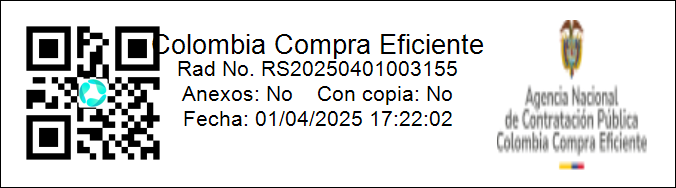 Colombia Compra Eficiente
Rad No. RS20250401003155
Anexos: No    Con copia: No
Fecha: 01/04/2025 17:22:02
Agencia Nacional
de Contratación Pública
Colombia Compra Eficiente